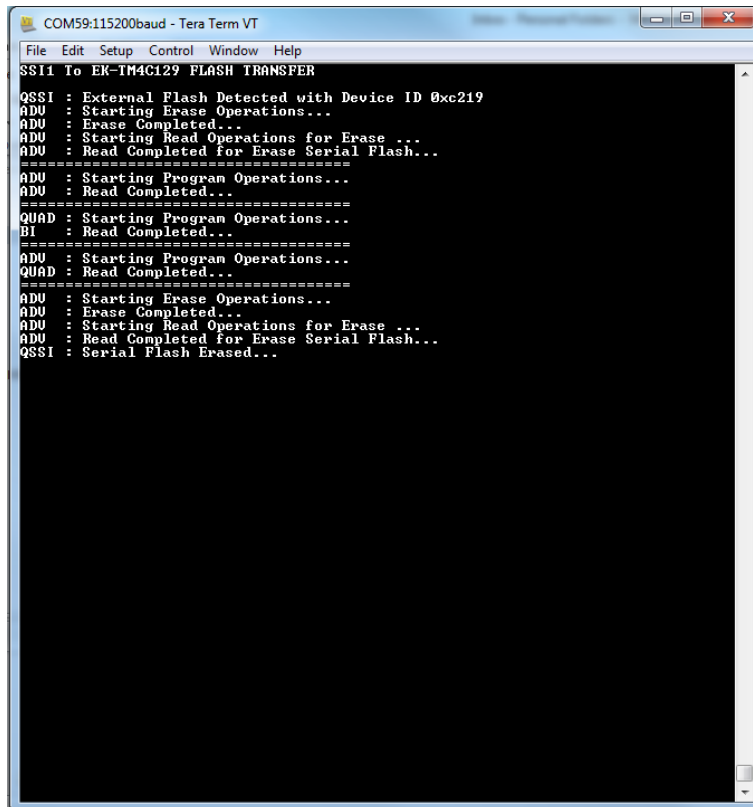 COM59:115200baud - Tera Term VT
File Edit Setup Control Window Help
SSI1 To EK-TM4C129 FLASH TRANSFER
QSSI : External Flash Detected with Device ID 0xc219
ADV : Starting Erase Operations...
ADV : Erase Completed...
ADV : Starting Read Operations for Erase ...
ADV : Read Completed for Erase Serial Flash...
=====================================
ADV : Starting Program Operations...
ADV : Read Completed...
=====================================
QUAD : Starting Program Operations...
BI : Read Completed...
=====================================
ADV : Starting Program Operations...
QUAD : Read Completed...
=====================================
ADV : Starting Erase Operations...
ADV : Erase Completed...
ADV : Starting Read Operations for Erase ...
ADV : Read Completed for Erase Serial Flash...
QSSI : Serial Flash Erased...